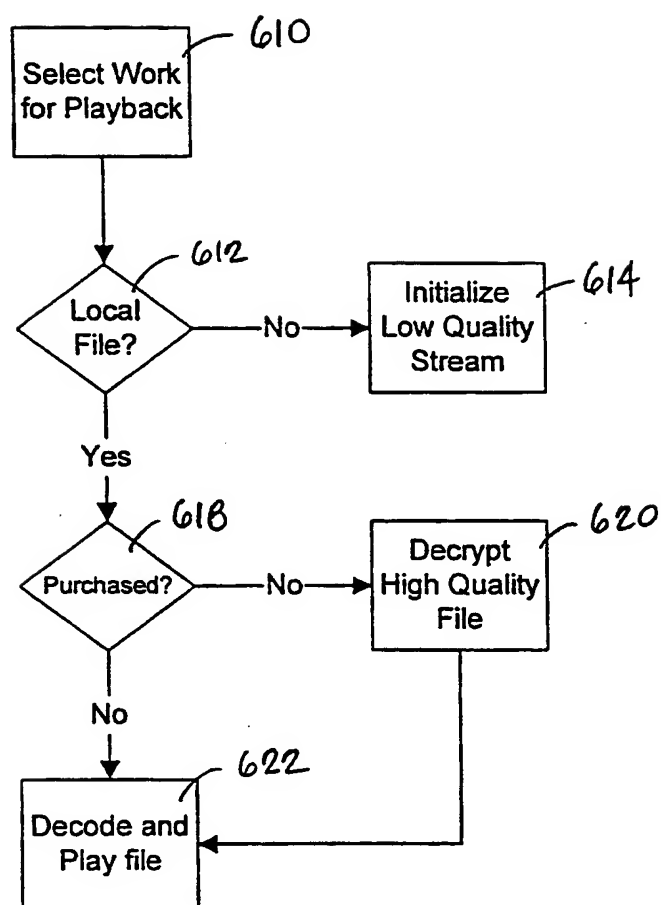 610
Select Work
for Playback
612
Local
File?
No
Initialize
Low Quality
Stream
614
Yes
618
Purchased?
No
Decrypt
High Quality
File
620
No
622
Decode and
Play file